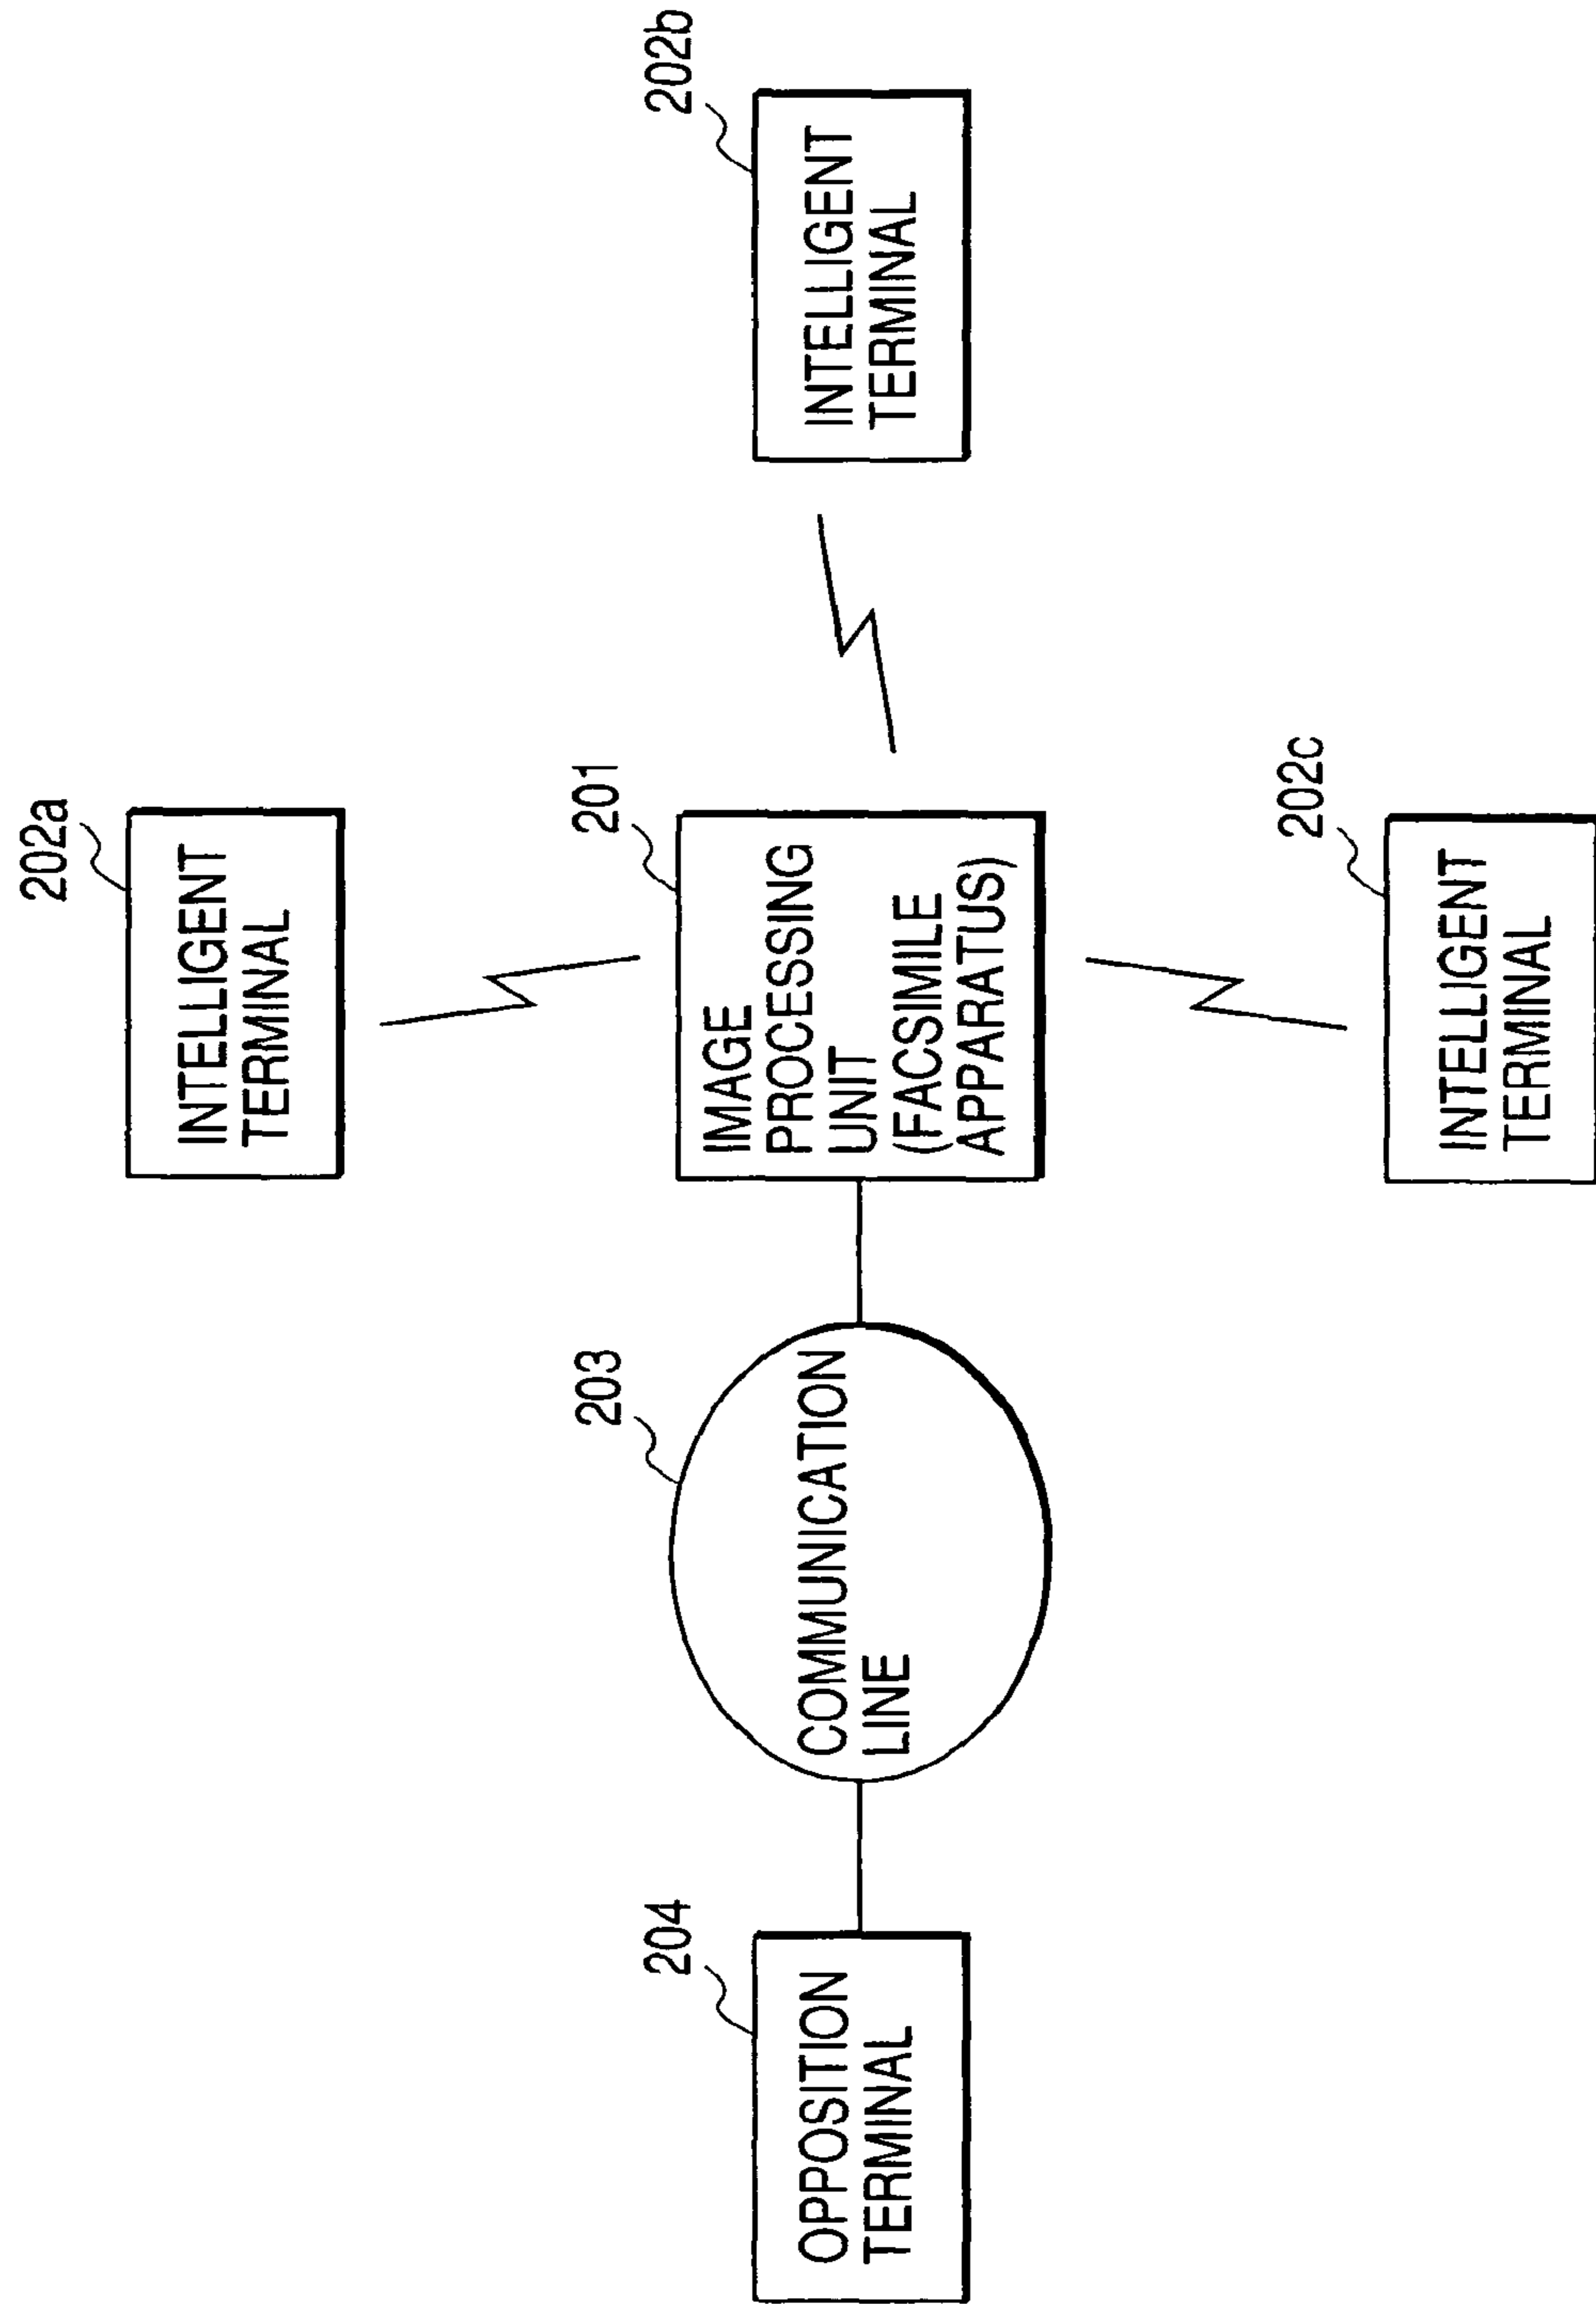 202a
INTELLIGENT
TERMINAL
204
OPPOSITION
TERMINAL
203
COMMUNICATION
LINE
201
IMAGE
PROCESSING
UNIT
(FACSIMILE
APPARATUS)
202b
INTELLIGENT
TERMINAL
202c
INTELLIGENT
TERMINAL